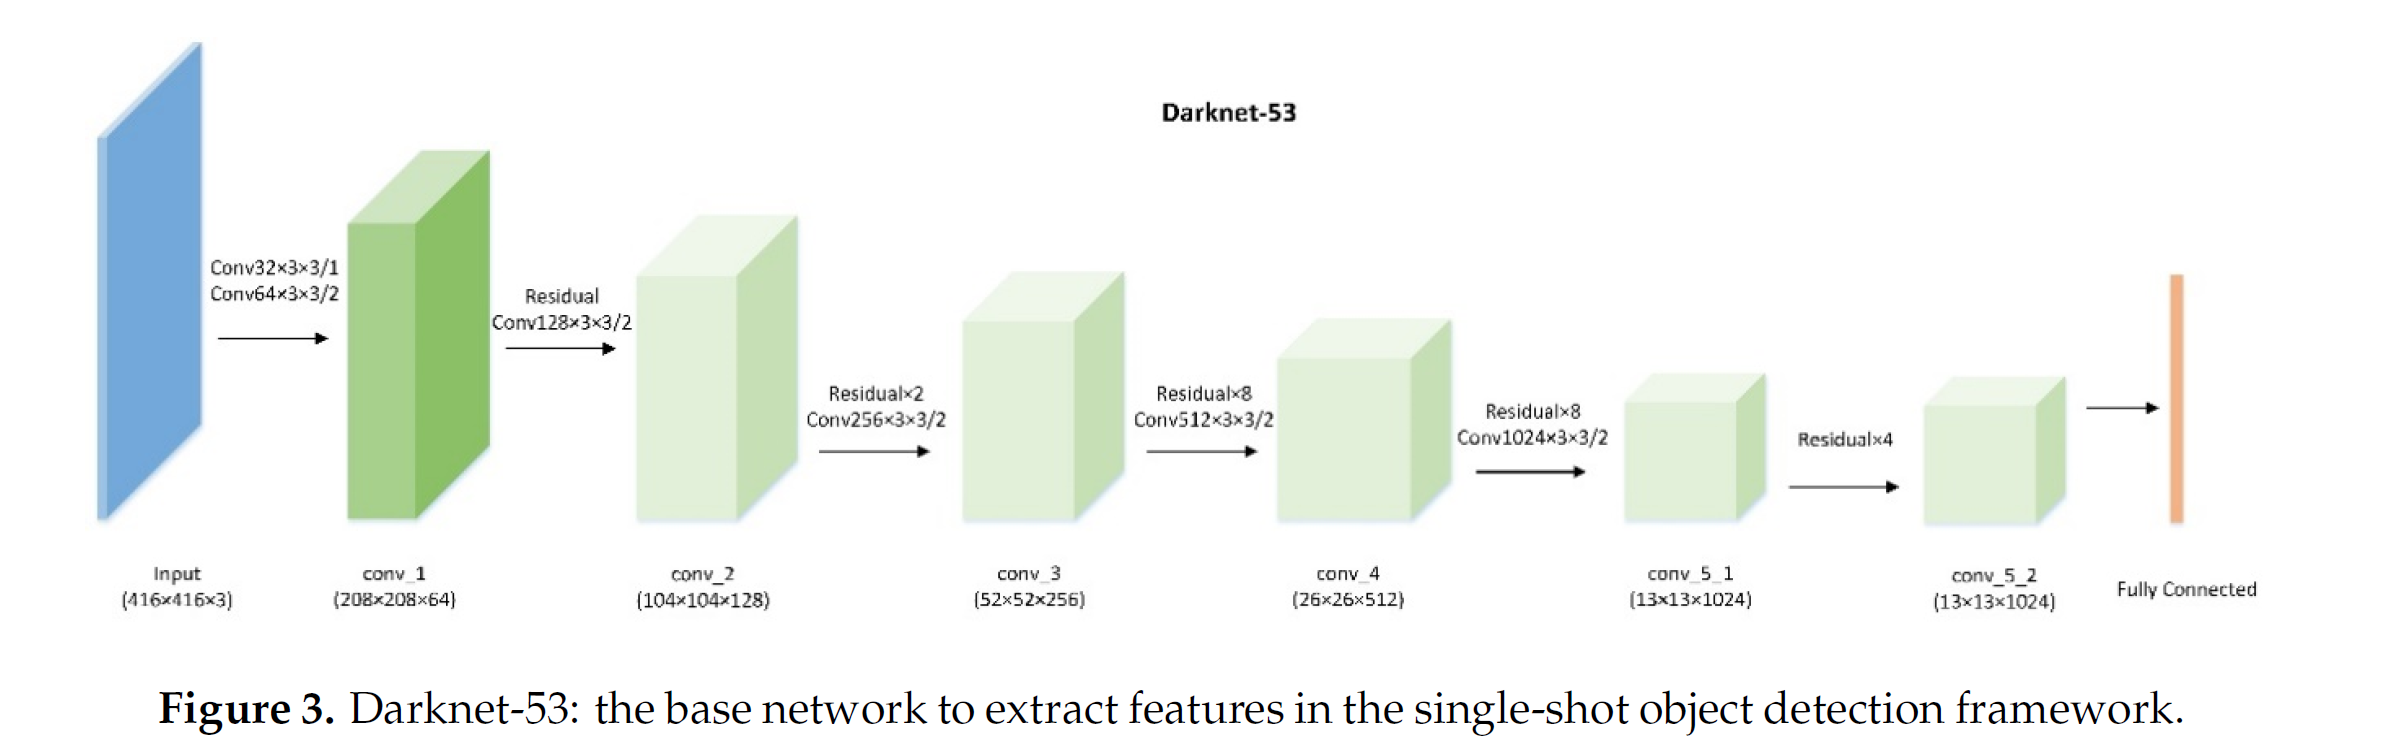 Darknet-53
Conv32×3×3/1
Conv64×3×3/2
Residual
Conv128×3×3/2
Residual×2
Conv256×3×3/2
Residual×8
Conv512×3×3/2
Residual×8
Conv1024×3×3/2
Residual×4
Input
(416×416×3)
conv_1
(208×208×64)
conv_2
(104×104×128)
conv_3
(52×52×256)
conv_4
(26×26×512)
conv_5_1
(13×13×1024)
conv_5_2
(13×13×1024)
Fully Connected
Figure 3. Darknet-53: the base network to extract features in the single-shot object detection framework.